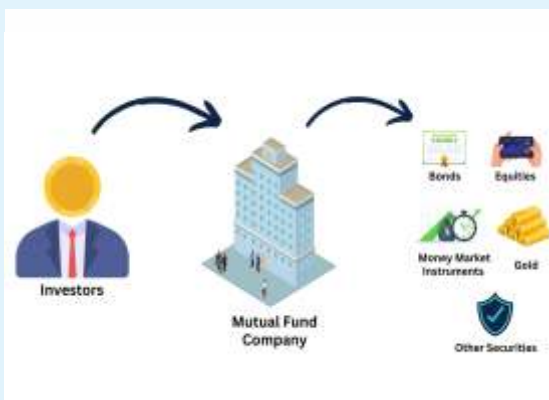 Bonds
Equities
Money Market
Instruments
Gold
Investors
Mutual Fund
Company
Other Securities